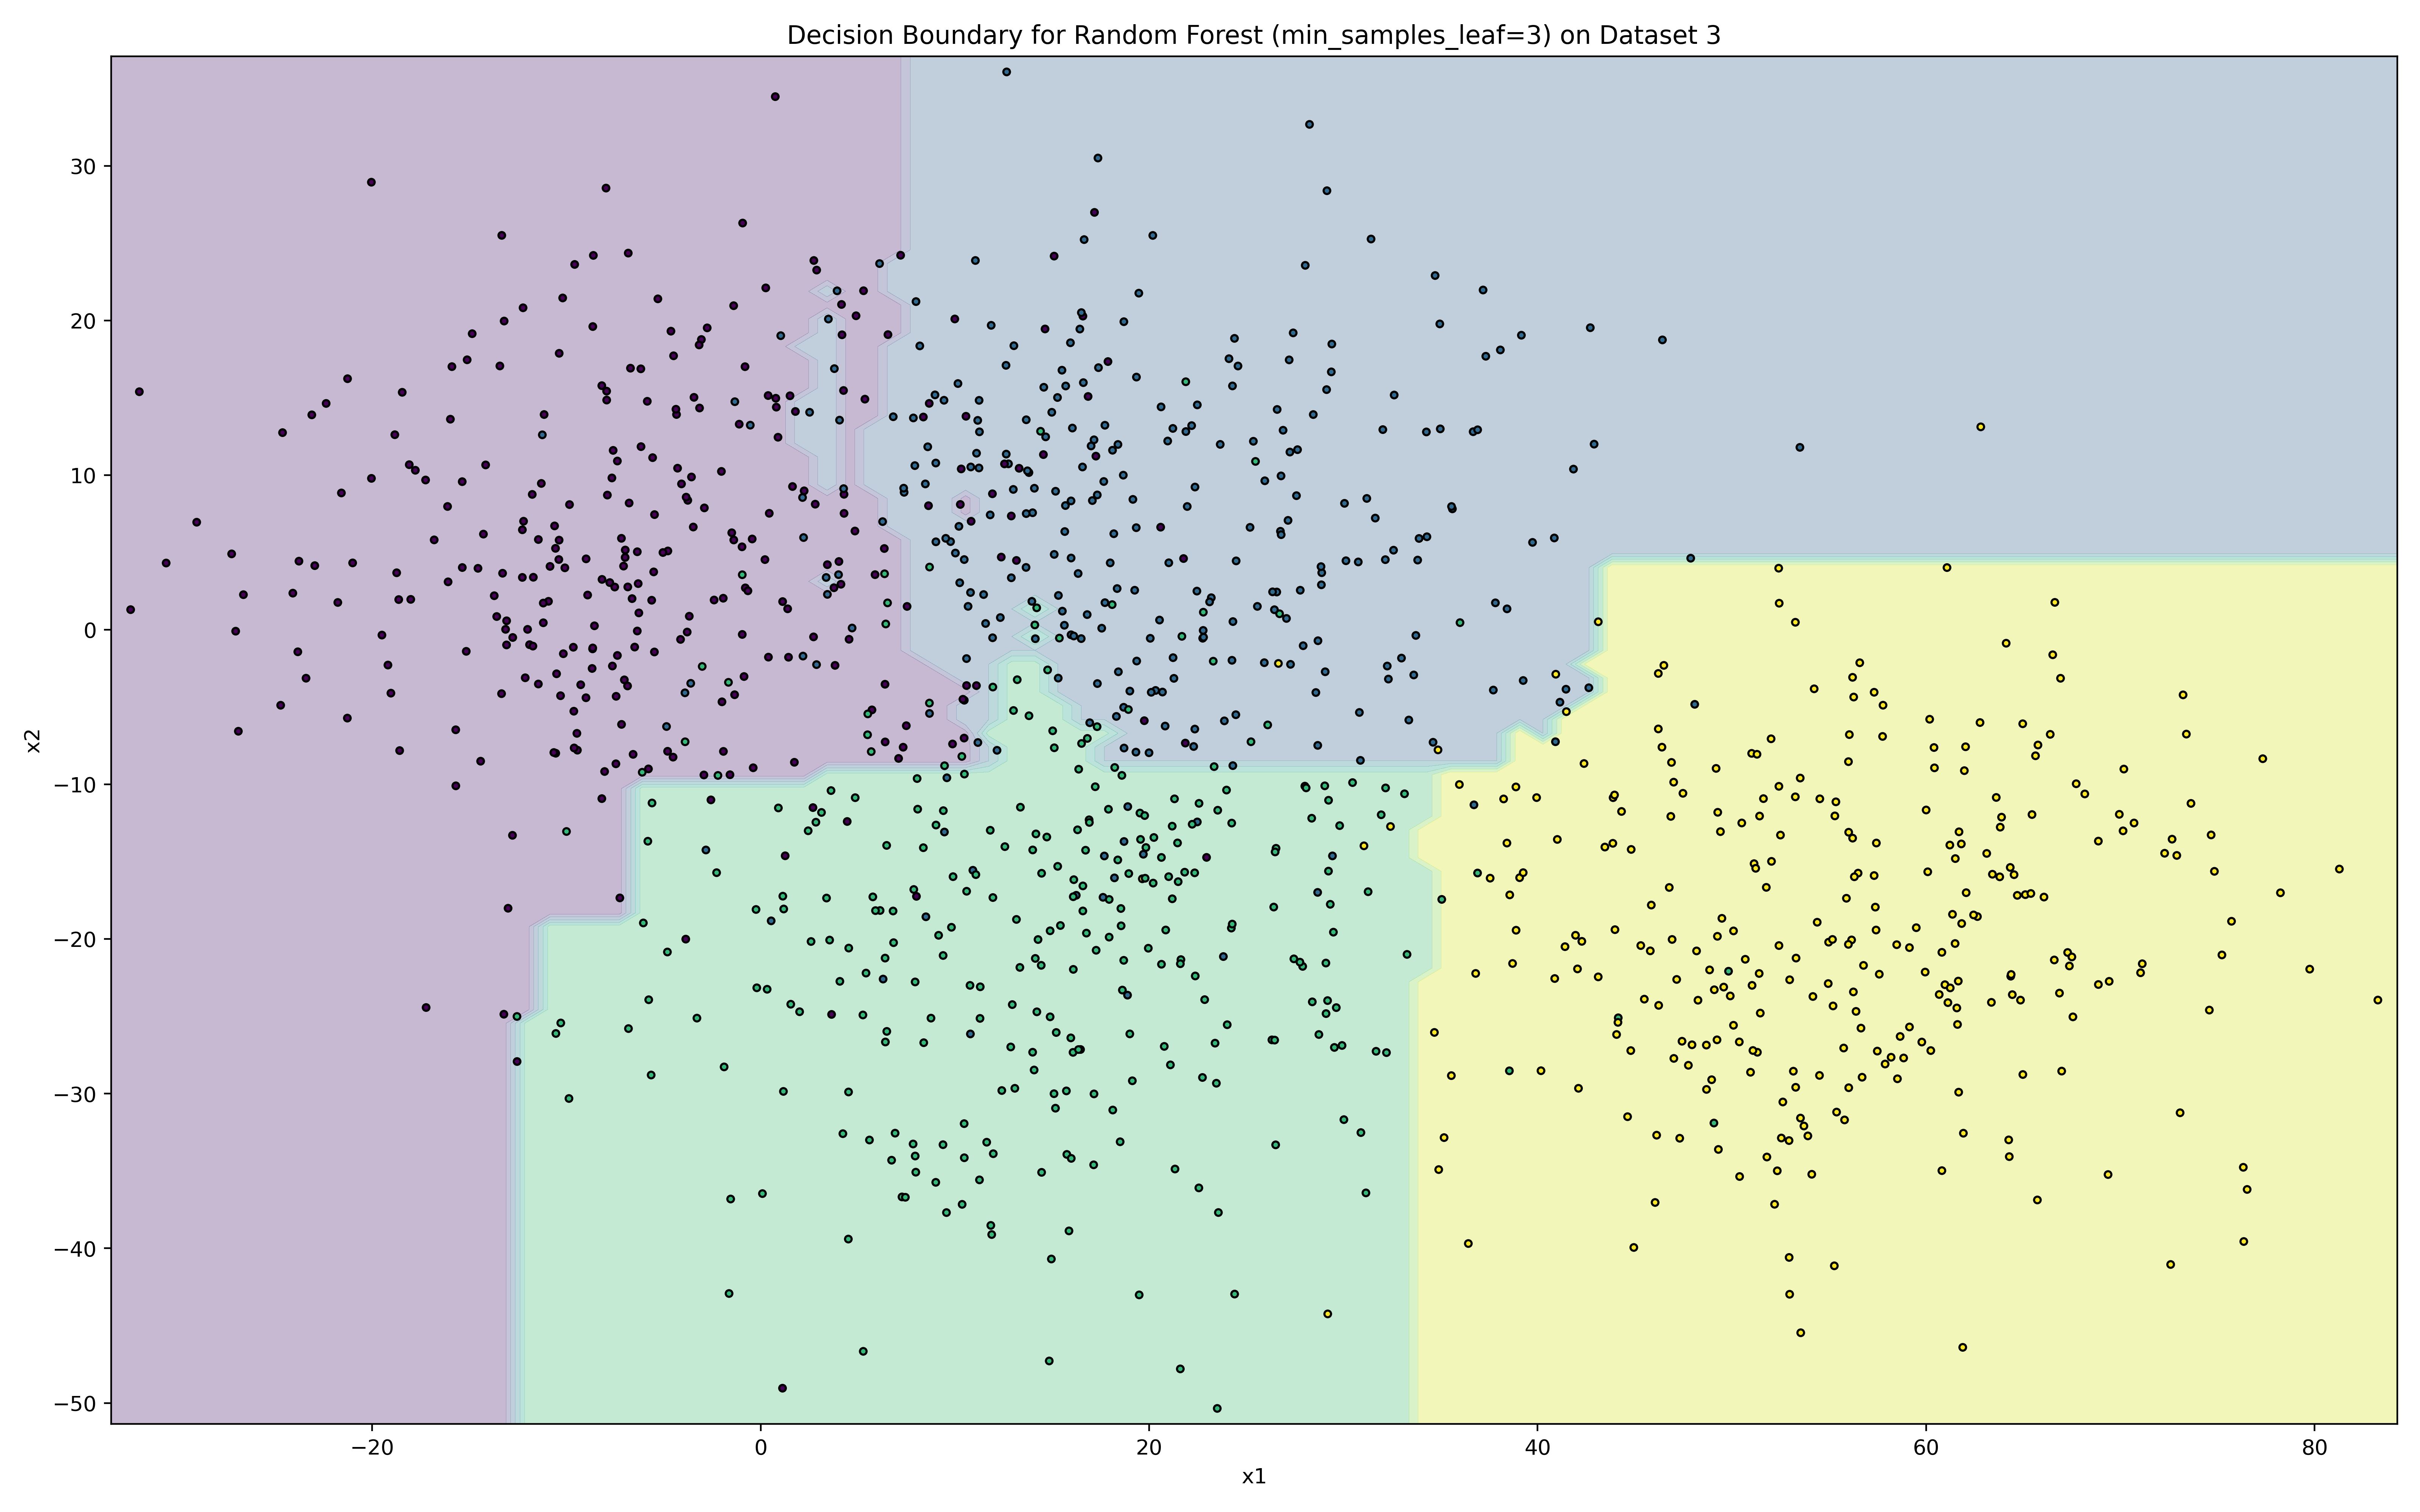 Decision Boundary for Random Forest (min_samples_leaf=3) on Dataset 3
30
20
10
0
−10
−20
−30
−40
−50
x2
−20 0 20 40 60 80
x1